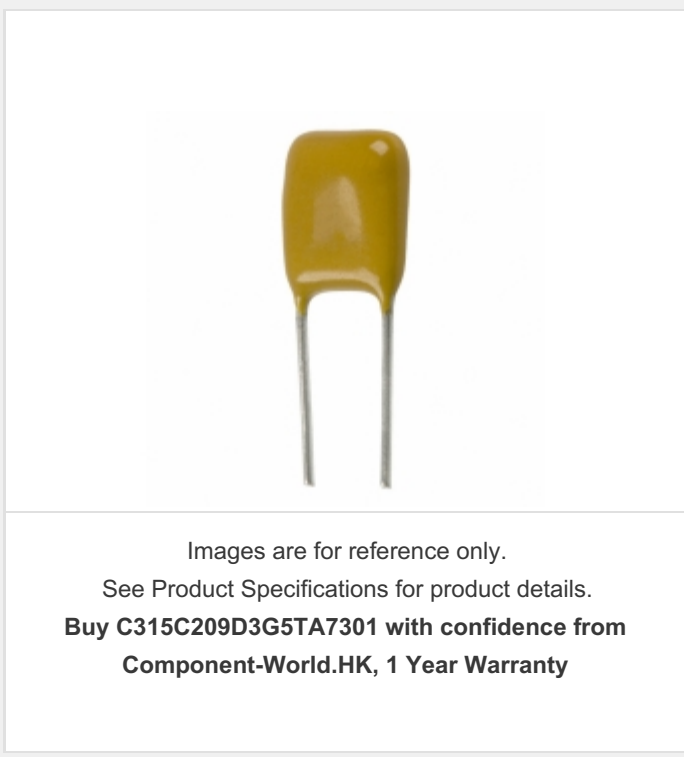 Images are for reference only.
See Product Specifications for product details.
Buy C315C209D3G5TA7301 with confidence from
Component-World.HK, 1 Year Warranty